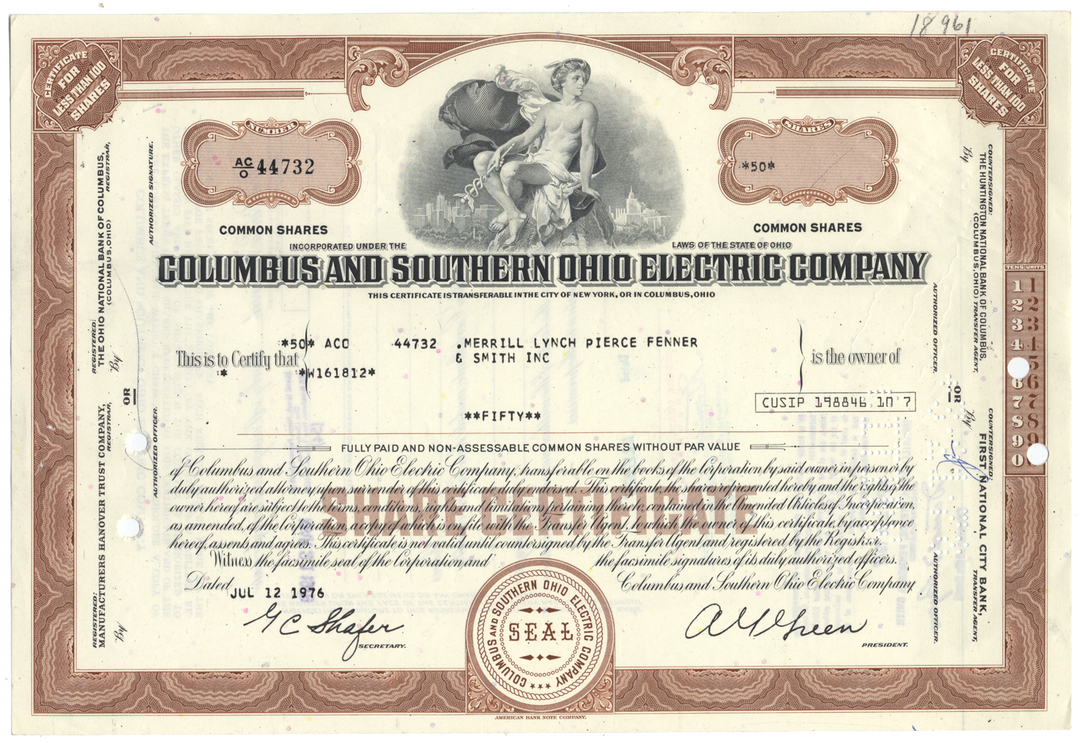 18961
CERTIFICATE
FOR
LESS THAN 100
SHARES
CERTIFICATE
FOR
LESS THAN 100
SHARES
NUMBER
AC
O 44732
SHARES
*50*
COMMON SHARES
COMMON SHARES
INCORPORATED UNDER THE
LAWS OF THE STATE OF OHIO
COLUMBUS AND SOUTHERN OHIO ELECTRIC COMPANY
THIS CERTIFICATE IS TRANSFERABLE IN THE CITY OF NEW YORK, OR IN COLUMBUS, OHIO
*50* ACO 44732 .MERRILL LYNCH PIERCE FENNER
& SMITH INC
This is to Certify that
is the owner of
* *W161812*
**FIFTY**
CUSIP 198846 10 7
FULLY PAID AND NON-ASSESSABLE COMMON SHARES WITHOUT PAR VALUE
of Columbus and Southern Ohio Electric Company, transferable on the books of the Corporation by said owner in person or by
duly authorized attorney upon surrender of this certificate duly endorsed. This certificate, the shares represented hereby and the rights of the
owner hereof are subject to the terms, conditions, rights and limitations pertaining thereto, contained in the Amended Articles of Incorporation,
as amended, of the Corporation, a copy of which is on file with the Transfer Agent, to which the owner of this certificate, by acceptance
hereof, assents and agrees. This certificate is not valid until countersigned by the Transfer Agent and registered by the Registrar.
SHARE CERTIFICATE
Witness the facsimile seal of the Corporation and the facsimile signatures of its duly authorized officers.
Dated JUL 12 1976
Columbus and Southern Ohio Electric Company
G C Shafer
SECRETARY.
COLUMBUS AND SOUTHERN OHIO ELECTRIC COMPANY
SEAL
PRESIDENT.
AMERICAN BANK NOTE COMPANY.
REGISTERED:
THE OHIO NATIONAL BANK OF COLUMBUS,
(COLUMBUS, OHIO) REGISTRAR,
By
AUTHORIZED SIGNATURE.
OR
REGISTERED:
MANUFACTURERS HANOVER TRUST COMPANY,
REGISTRAR,
By
AUTHORIZED OFFICER.
COUNTERSIGNED:
THE HUNTINGTON NATIONAL BANK OF COLUMBUS,
(COLUMBUS, OHIO) TRANSFER AGENT,
By
AUTHORIZED OFFICER.
OR
COUNTERSIGNED:
FIRST NATIONAL CITY BANK,
TRANSFER AGENT,
By
AUTHORIZED OFFICER.
TENS UNITS
1 1
2 2
3 3
4 4
5 5
6 6
7 7
8 8
9 9
0